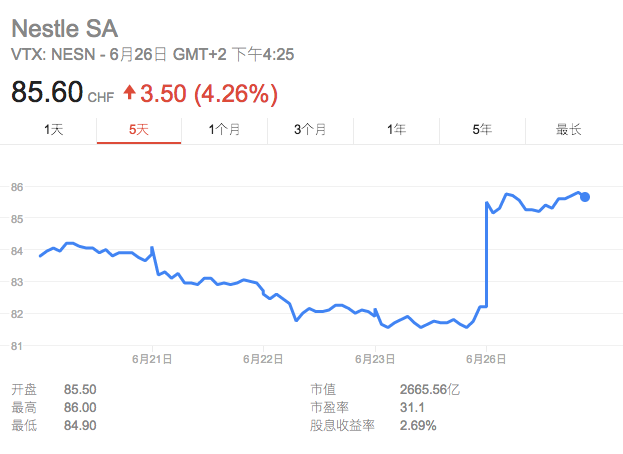 Nestle SA
VTX: NESN - 6月26日 GMT+2 下午4:25
85.60 CHF ↑ 3.50 (4.26%)
1天 5天 1个月 3个月 1年 5年 最长
86
85
84
83
82
81
6月21日 6月22日 6月23日 6月26日
开盘 85.50 市值 2665.56亿
最高 86.00 市盈率 31.1
最低 84.90 股息收益率 2.69%